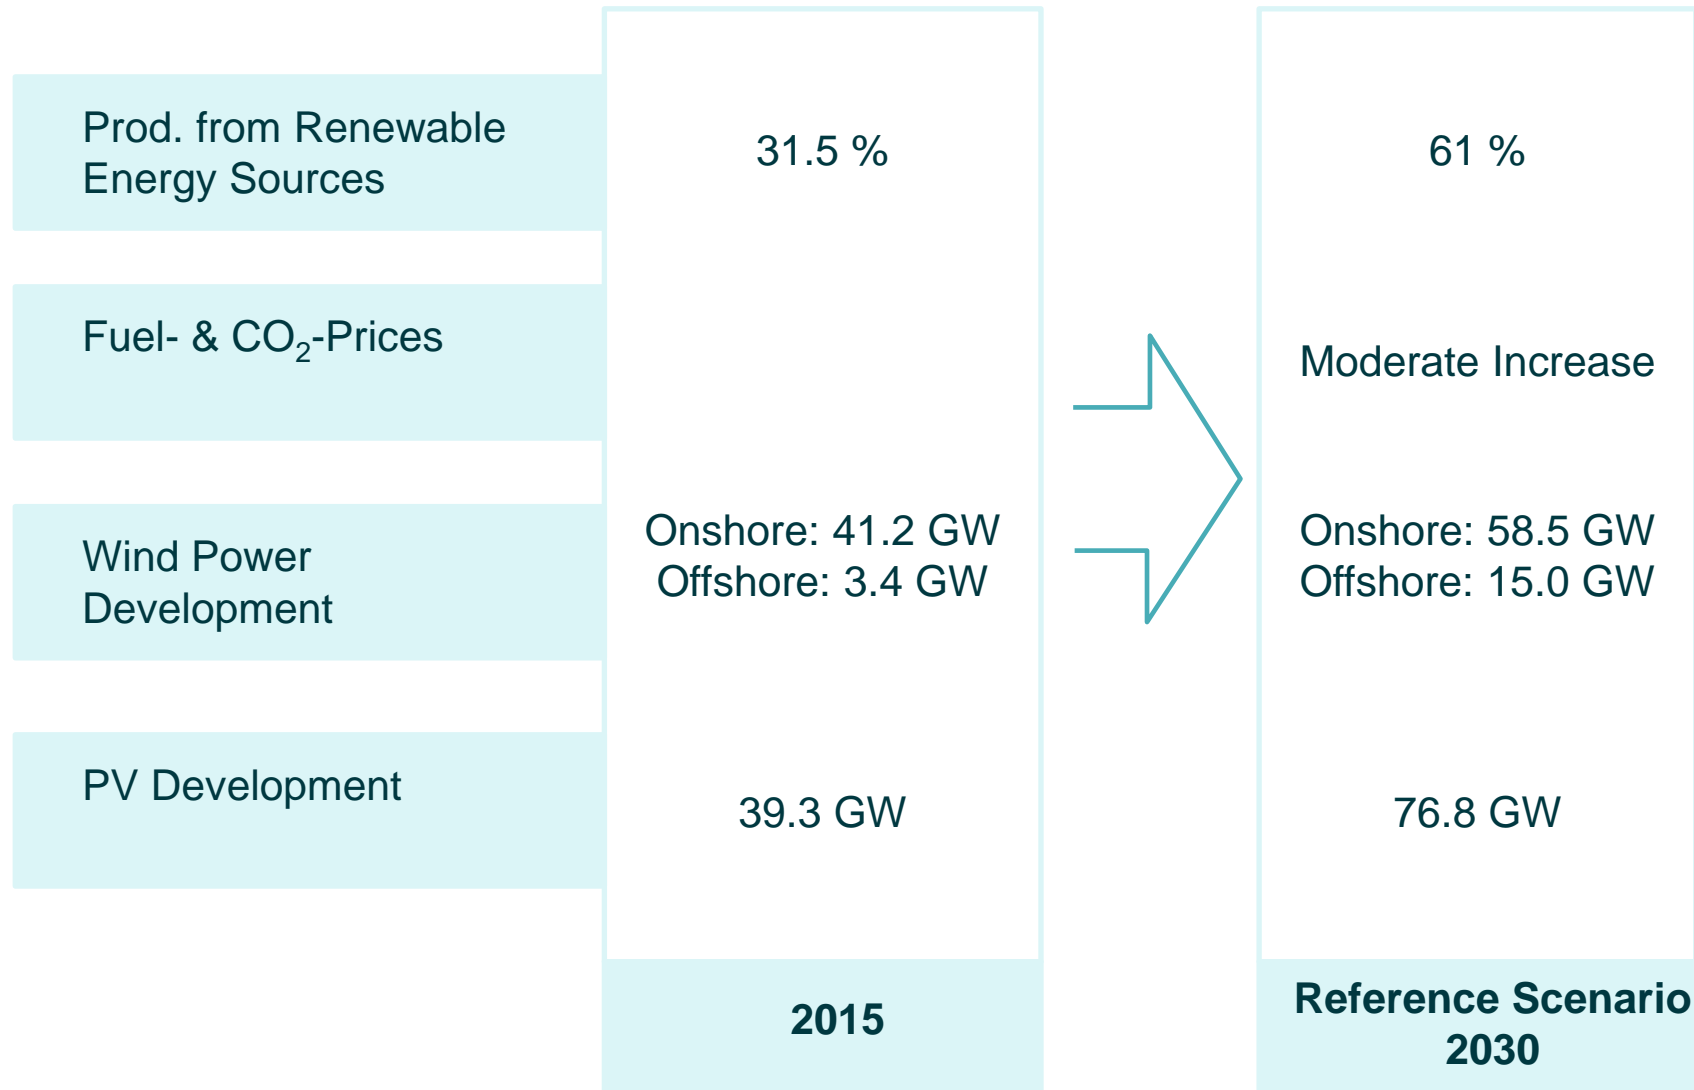 Prod. from Renewable
Energy Sources
31.5 %
61 %
Fuel- & CO₂-Prices
Moderate Increase
Wind Power
Development
Onshore: 41.2 GW
Offshore: 3.4 GW
Onshore: 58.5 GW
Offshore: 15.0 GW
PV Development
39.3 GW
76.8 GW
2015
Reference Scenario
2030